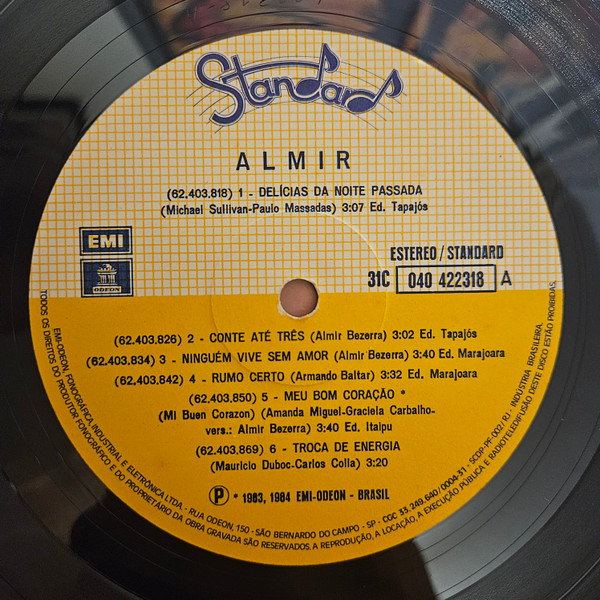 Standard
ALMIR
(62.403.818) 1 - DELÍCIAS DA NOITE PASSADA
(Michael Sullivan-Paulo Massadas) 3:07 Ed. Tapajós
EMI
ODEON
ESTEREO / STANDARD
31C 040 422318 A
(62.403.826) 2 - CONTE ATÉ TRÊS (Almir Bezerra) 3:02 Ed. Tapajós
(62.403.834) 3 - NINGUÉM VIVE SEM AMOR (Almir Bezerra) 3:40 Ed. Marajoara
(62.403.842) 4 - RUMO CERTO (Armando Baltar) 3:32 Ed. Marajoara
(62.403.850) 5 - MEU BOM CORAÇÃO *
(Mi Buen Corazon) (Amanda Miguel-Graciela Carbalho-
vers.: Almir Bezerra) 3:40 Ed. Itaipu
(62.403,869) 6 - TROCA DE ENERGIA
(Mauricio Duboc-Carlos Colla) 3:20
Ⓟ * 1983, 1984 EMI-ODEON - BRASIL
EMI-ODEON, FONOGRÁFICA, INDUSTRIAL E ELETRÔNICA LTDA. - RUA ODEON, 150 - SÃO BERNARDO DO CAMPO - SP - CGC 33.249.640/0004-31 - SCDP-PF-002/RJ - INDÚSTRIA BRASILEIRA.
TODOS OS DIREITOS DO PRODUTOR FONOGRÁFICO E DO PROPRIETÁRIO DA OBRA GRAVADA SÃO RESERVADOS. A REPRODUÇÃO, A LOCAÇÃO, A EXECUÇÃO PÚBLICA E RADIOTELEDIFUSÃO DESTE DISCO ESTÃO PROIBIDAS.